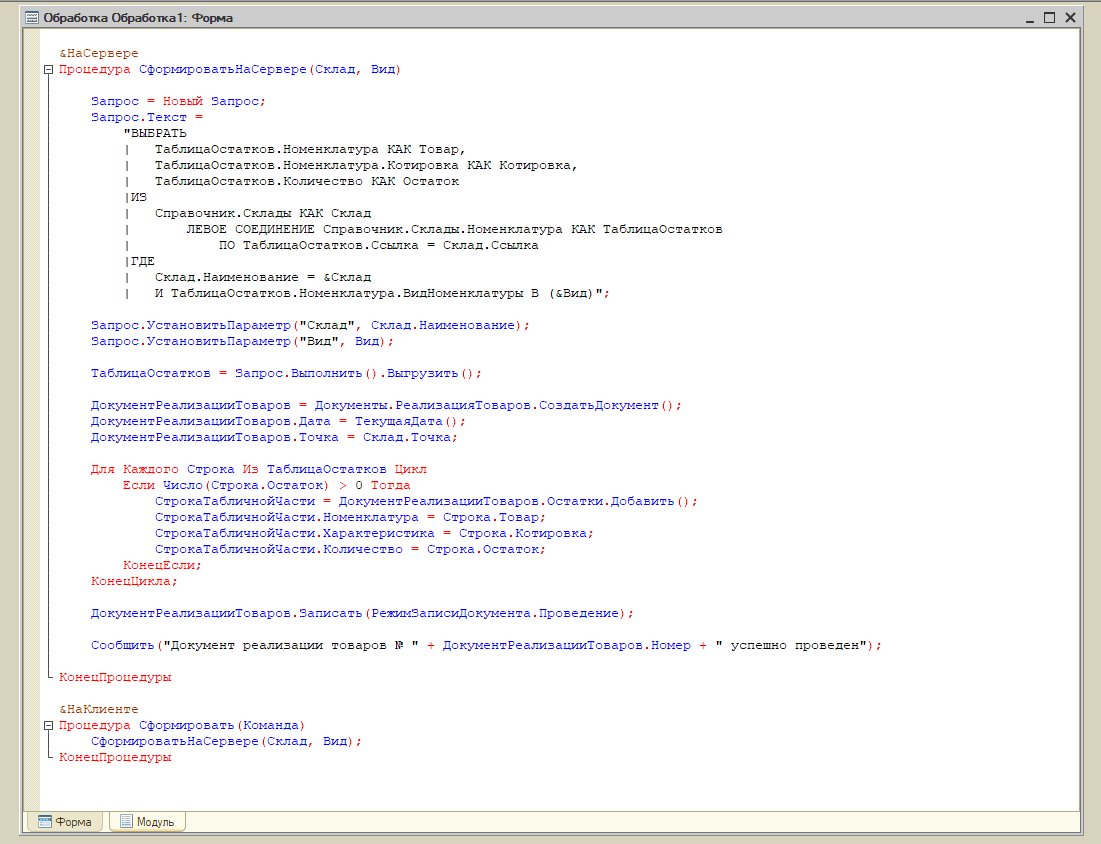 Обработка Обработка1: Форма
&НаСервере
Процедура СформироватьНаСервере(Склад, Вид)
Запрос = Новый Запрос;
Запрос.Текст =
"ВЫБРАТЬ
|   ТаблицаОстатков.Номенклатура КАК Товар,
|   ТаблицаОстатков.Номенклатура.Котировка КАК Котировка,
|   ТаблицаОстатков.Количество КАК Остаток
|ИЗ
|   Справочник.Склады КАК Склад
|       ЛЕВОЕ СОЕДИНЕНИЕ Справочник.Склады.Номенклатура КАК ТаблицаОстатков
|           ПО ТаблицаОстатков.Ссылка = Склад.Ссылка
|ГДЕ
|   Склад.Наименование = &Склад
|   И ТаблицаОстатков.Номенклатура.ВидНоменклатуры В (&Вид)";
Запрос.УстановитьПараметр("Склад", Склад.Наименование);
Запрос.УстановитьПараметр("Вид", Вид);
ТаблицаОстатков = Запрос.Выполнить().Выгрузить();
ДокументРеализацииТоваров = Документы.РеализацияТоваров.СоздатьДокумент();
ДокументРеализацииТоваров.Дата = ТекущаяДата();
ДокументРеализацииТоваров.Точка = Склад.Точка;
Для Каждого Строка Из ТаблицаОстатков Цикл
Если Число(Строка.Остаток) > 0 Тогда
СтрокаТабличнойЧасти = ДокументРеализацииТоваров.Остатки.Добавить();
СтрокаТабличнойЧасти.Номенклатура = Строка.Товар;
СтрокаТабличнойЧасти.Характеристика = Строка.Котировка;
СтрокаТабличнойЧасти.Количество = Строка.Остаток;
КонецЕсли;
КонецЦикла;
ДокументРеализацииТоваров.Записать(РежимЗаписиДокумента.Проведение);
Сообщить("Документ реализации товаров № " + ДокументРеализацииТоваров.Номер + " успешно проведен");
КонецПроцедуры
&НаКлиенте
Процедура Сформировать(Команда)
СформироватьНаСервере(Склад, Вид);
КонецПроцедуры
Форма
Модуль